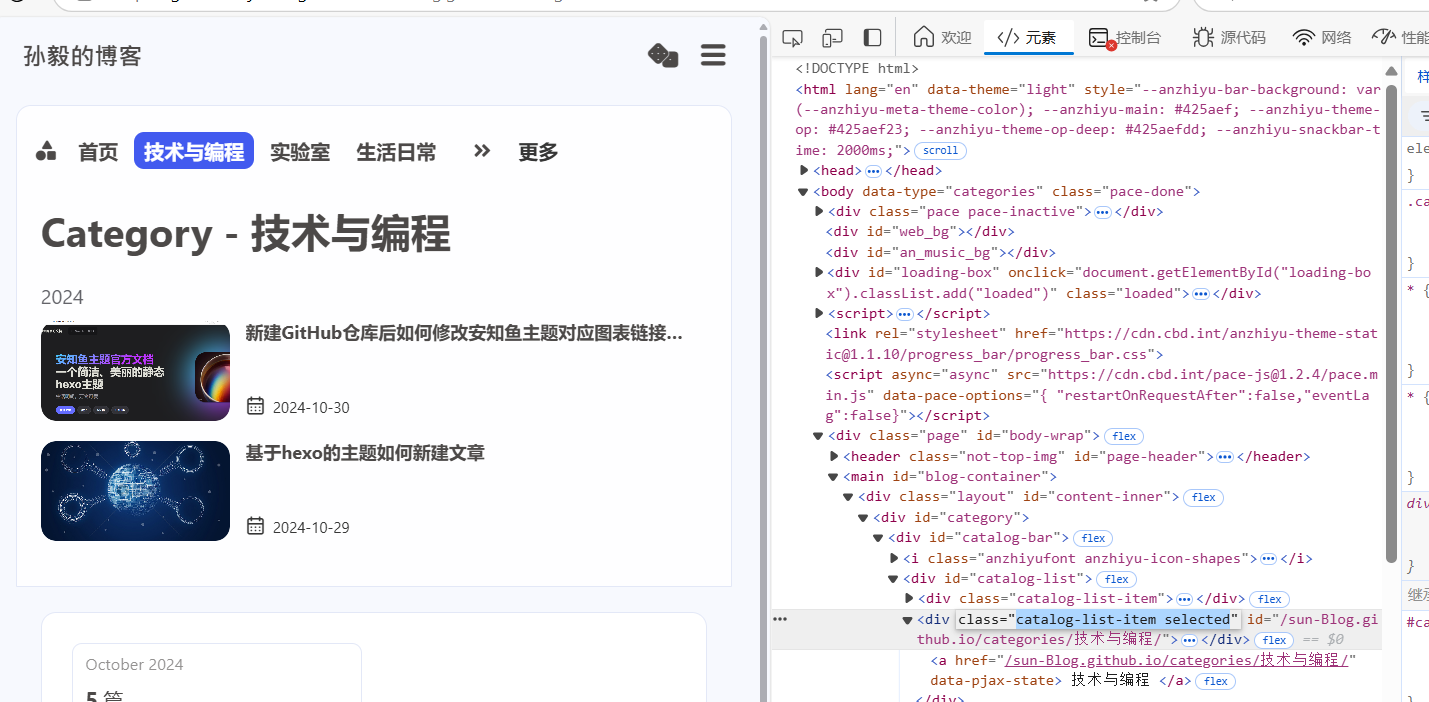 孙毅的博客
首页 技术与编程 实验室 生活日常 更多
Category - 技术与编程
2024
安知鱼主题官方文档
一个简洁、美丽的静态
hexo主题
新建GitHub仓库后如何修改安知鱼主题对应图表链接...
2024-10-30
基于hexo的主题如何新建文章
2024-10-29
October 2024
5 篇
欢迎 </> 元素 控制台 源代码 网络 性能
<!DOCTYPE html>
<html lang="en" data-theme="light" style="--anzhiyu-bar-background: var
(--anzhiyu-meta-theme-color); --anzhiyu-main: #425aef; --anzhiyu-theme-
op: #425aef23; --anzhiyu-theme-op-deep: #425aefdd; --anzhiyu-snackbar-t
ime: 2000ms;"> scroll
<head> ••• </head>
<body data-type="categories" class="pace-done">
<div class="pace pace-inactive"> ••• </div>
<div id="web_bg"></div>
<div id="an_music_bg"></div>
<div id="loading-box" onclick="document.getElementById("loading-bo
x").classList.add("loaded")" class="loaded"> ••• </div>
<script> ••• </script>
<link rel="stylesheet" href="https://cdn.cbd.int/anzhiyu-theme-stat
ic@1.1.10/progress_bar/progress_bar.css">
<script async="async" src="https://cdn.cbd.int/pace-js@1.2.4/pace.m
in.js" data-pace-options="{ "restartOnRequestAfter":false,"eventLa
g":false}"></script>
<div class="page" id="body-wrap"> flex
<header class="not-top-img" id="page-header"> ••• </header>
<main id="blog-container">
<div class="layout" id="content-inner"> flex
<div id="category">
<div id="catalog-bar"> flex
<i class="anzhiyufont anzhiyu-icon-shapes"> ••• </i>
<div id="catalog-list"> flex
<div class="catalog-list-item"> ••• </div> flex
••• <div class="catalog-list-item selected" id="/sun-Blog.gi
thub.io/categories/技术与编程/"> ••• </div> flex == $0
<a href="/sun-Blog.github.io/categories/技术与编程/"
data-pjax-state> 技术与编程 </a> flex
</div>
ele
}
.ca
}
* {
}
* {
}
div
}
继承
#ca
}